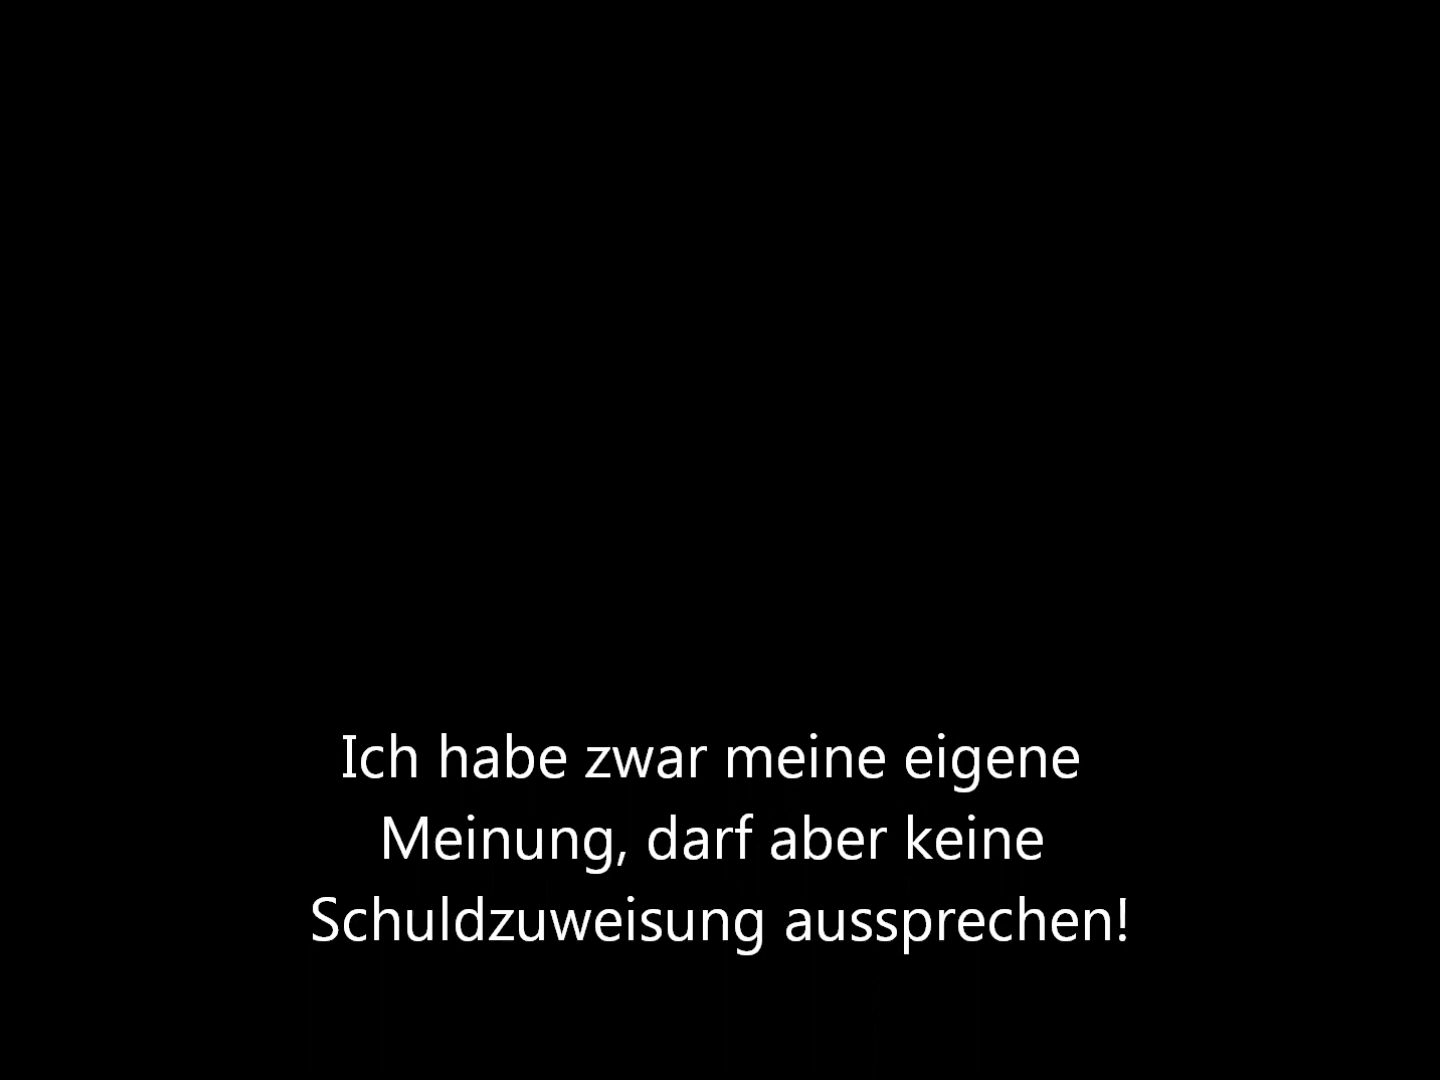 Ich habe zwar meine eigene
Meinung, darf aber keine
Schuldzuweisung aussprechen!